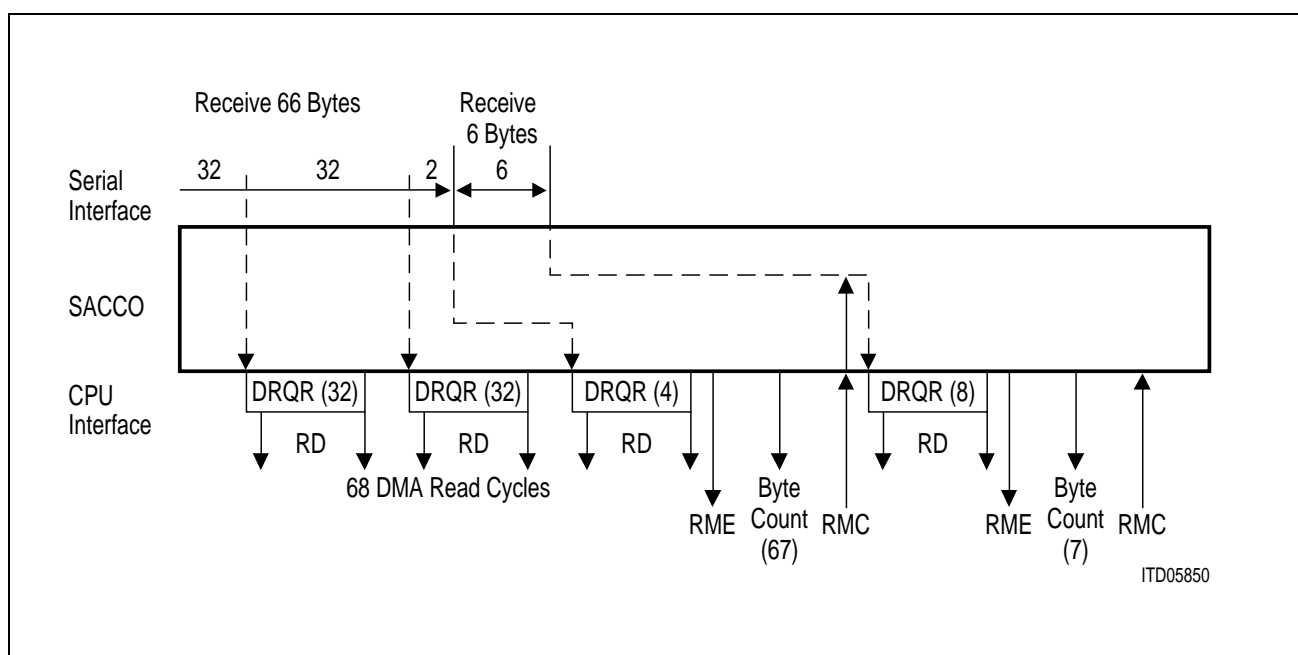 Receive 66 Bytes
Receive
6 Bytes
32
32
2
6
Serial
Interface
SACCO
CPU
Interface
DRQR (32)
DRQR (32)
DRQR (4)
DRQR (8)
RD
RD
RD
RD
68 DMA Read Cycles
RME
Byte
Count
(67)
RMC
RME
Byte
Count
(7)
RMC
ITD05850